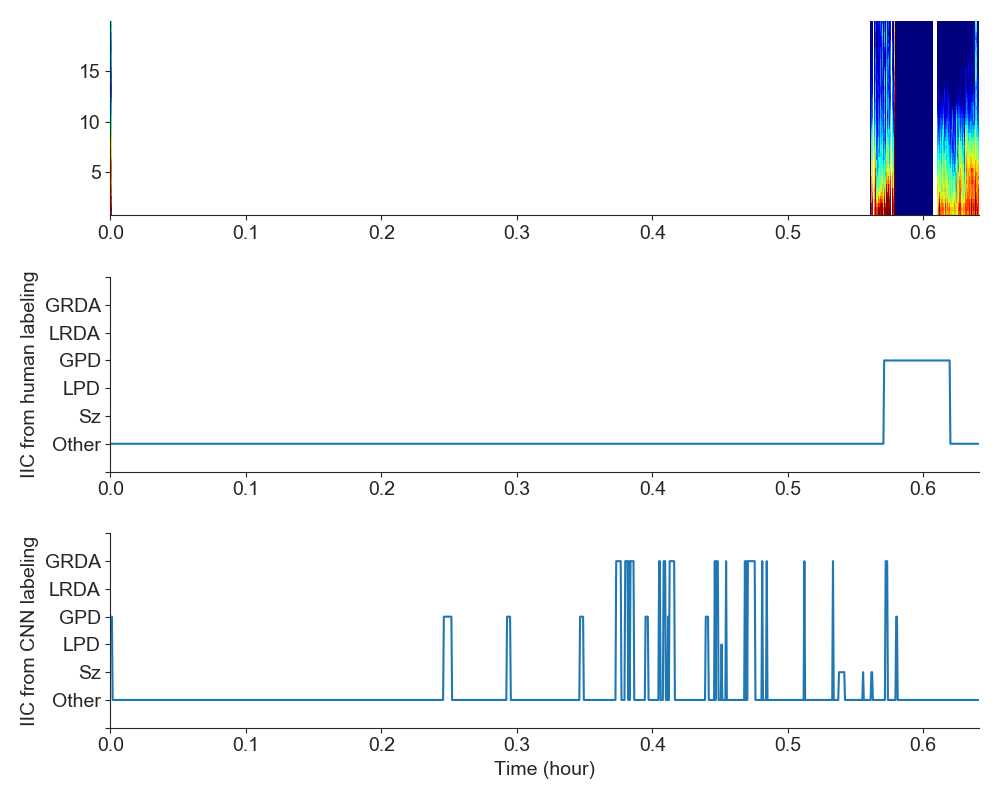 15
10
5
0.0 0.1 0.2 0.3 0.4 0.5 0.6
IIC from human labeling
GRDA
LRDA
GPD
LPD
Sz
Other
0.0 0.1 0.2 0.3 0.4 0.5 0.6
IIC from CNN labeling
GRDA
LRDA
GPD
LPD
Sz
Other
0.0 0.1 0.2 0.3 0.4 0.5 0.6
Time (hour)